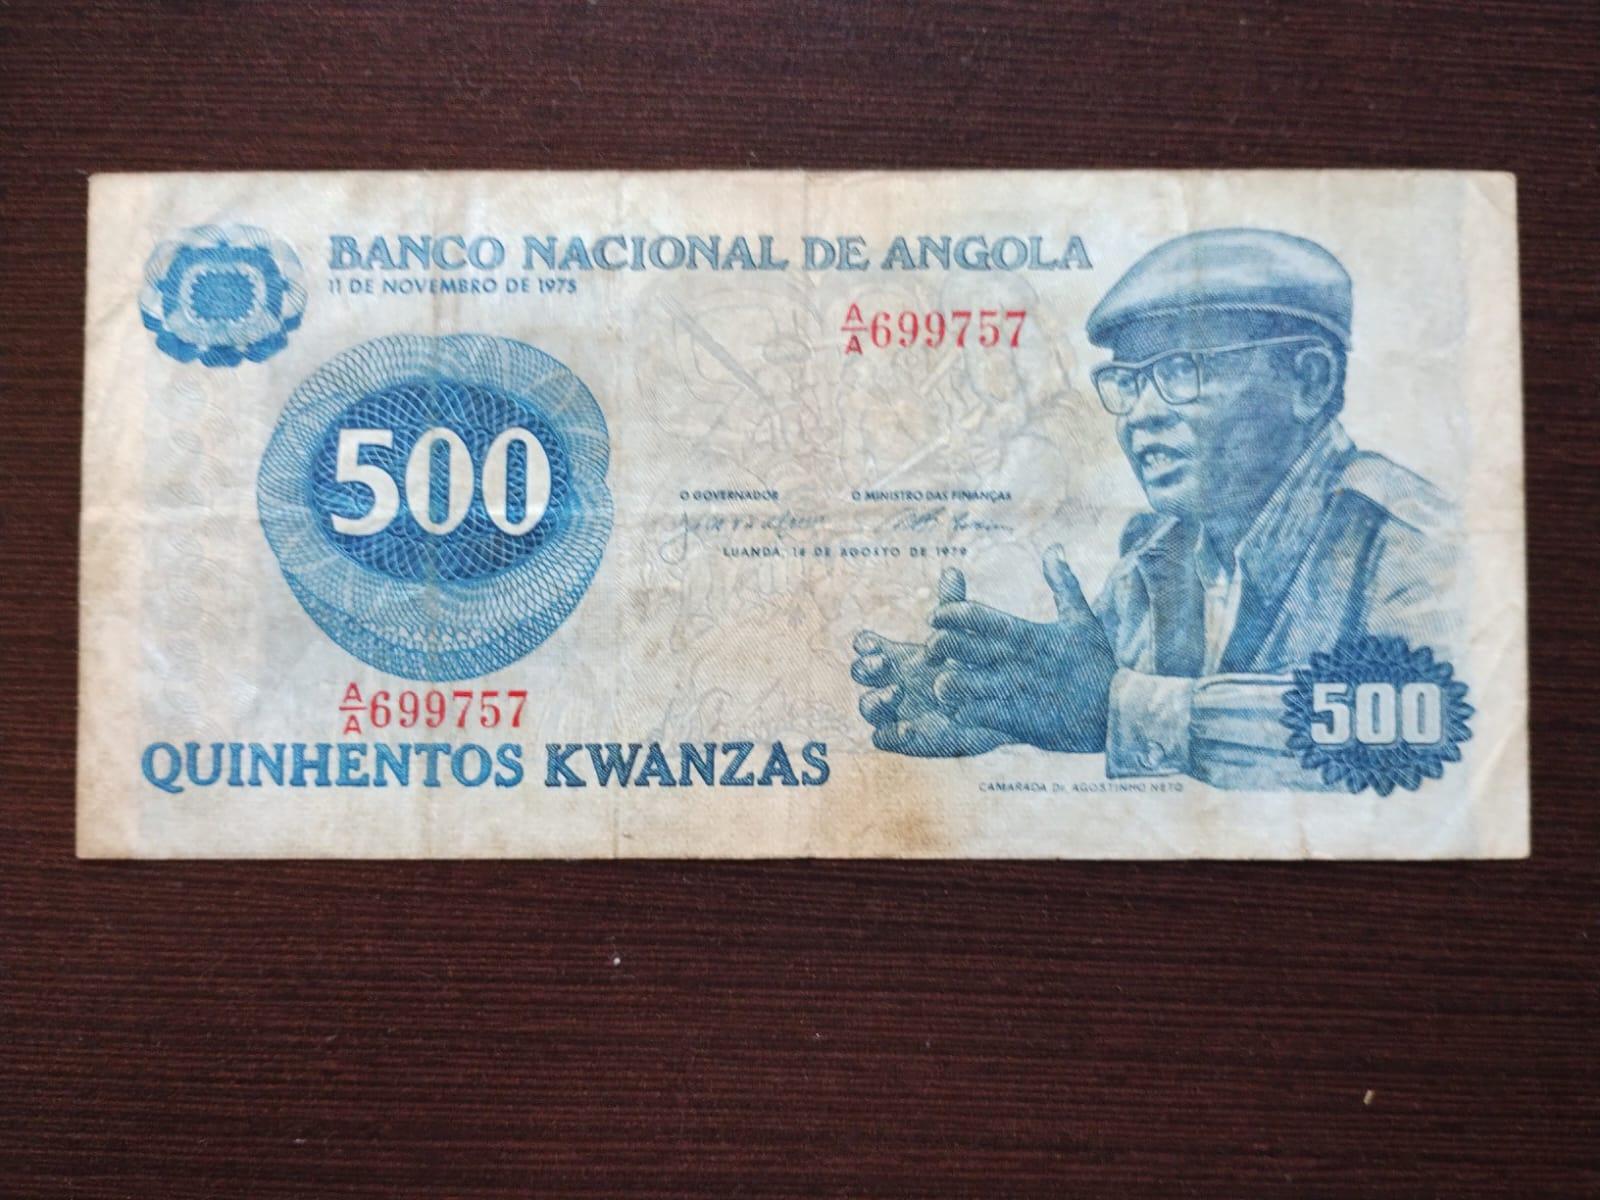 BANCO NACIONAL DE ANGOLA
11 DE NOVEMBRO DE 1975
A/A 699757
500
O GOVERNADOR O MINISTRO DAS FINANÇAS
LUANDA, 14 DE AGOSTO DE 1979
A/A 699757
QUINHENTOS KWANZAS
500
CAMARADA Dr. AGOSTINHO NETO